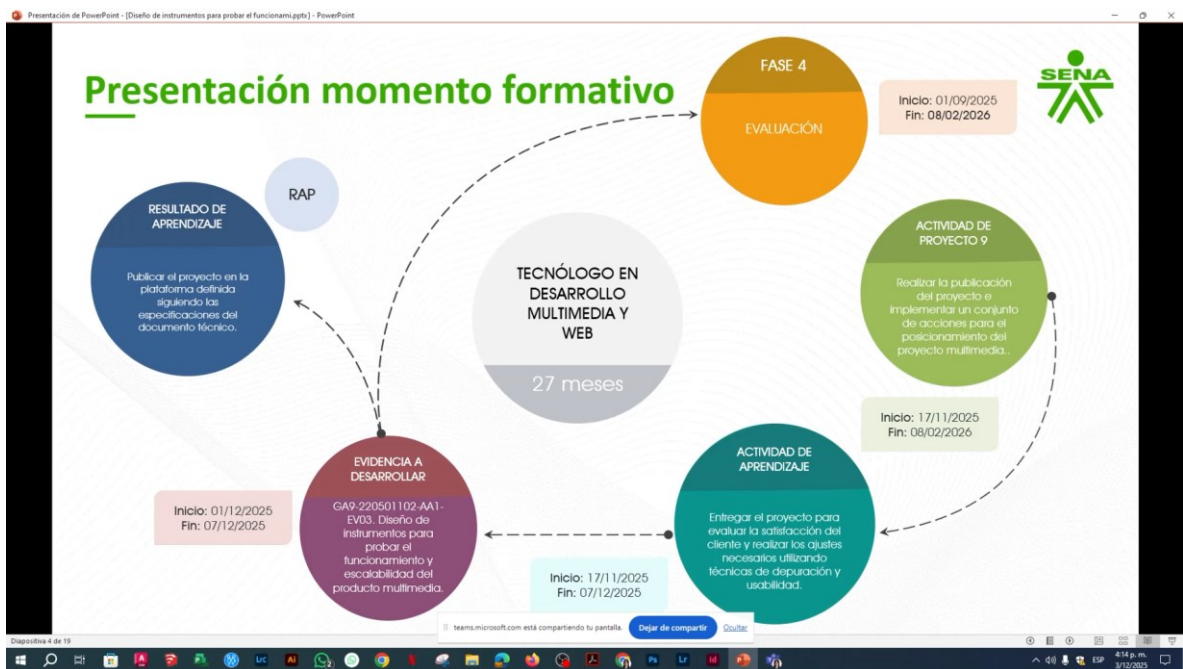 Presentación de PowerPoint - [Diseño de instrumentos para probar el funcionami.pptx] - PowerPoint
Presentación momento formativo
SENA
FASE 4
EVALUACIÓN
Inicio: 01/09/2025
Fin: 08/02/2026
RAP
RESULTADO DE
APRENDIZAJE
Publicar el proyecto en la
plataforma definida
siguiendo las
especificaciones del
documento técnico.
TECNÓLOGO EN
DESARROLLO
MULTIMEDIA Y
WEB
27 meses
ACTIVIDAD DE
PROYECTO 9
Realizar la publicación
del proyecto e
implementar un conjunto
de acciones para el
posicionamiento del
proyecto multimedia..
Inicio: 17/11/2025
Fin: 08/02/2026
ACTIVIDAD DE
APRENDIZAJE
Entregar el proyecto para
evaluar la satisfacción del
cliente y realizar los ajustes
necesarios utilizando
técnicas de depuración y
usabilidad.
Inicio: 17/11/2025
Fin: 07/12/2025
EVIDENCIA A
DESARROLLAR
GA9-220501102-AA1-
EV03. Diseño de
instrumentos para
probar el
funcionamiento y
escalabilidad del
producto multimedia.
Inicio: 01/12/2025
Fin: 07/12/2025
teams.microsoft.com está compartiendo tu pantalla. Dejar de compartir Ocultar
Diapositiva 4 de 19
LrC Ai Ps Lr Id
ESP
4:14 p. m.
3/12/2025